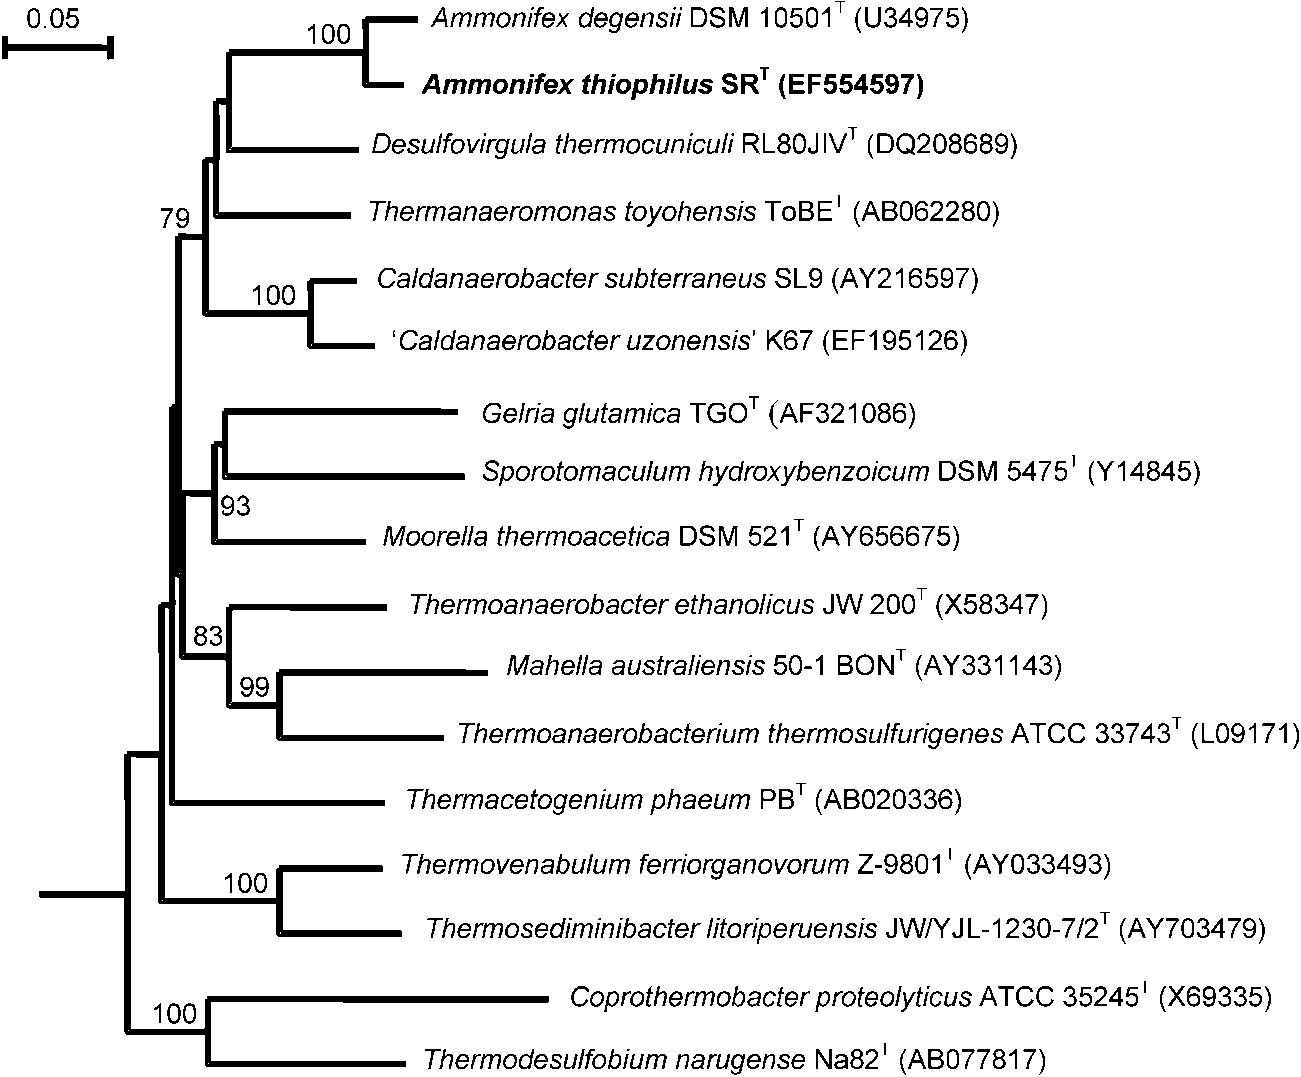 0.05
100
Ammonifex degensii DSM 10501T (U34975)
Ammonifex thiophilus SRT (EF554597)
Desulfovirgula thermocuniculi RL80JIVT (DQ208689)
79
Thermanaeromonas toyohensis ToBET (AB062280)
Caldanaerobacter subterraneus SL9 (AY216597)
100
‘Caldanaerobacter uzonensis’ K67 (EF195126)
Gelria glutamica TGOT (AF321086)
Sporotomaculum hydroxybenzoicum DSM 5475T (Y14845)
93
Moorella thermoacetica DSM 521T (AY656675)
Thermoanaerobacter ethanolicus JW 200T (X58347)
83
Mahella australiensis 50-1 BONT (AY331143)
99
Thermoanaerobacterium thermosulfurigenes ATCC 33743T (L09171)
Thermacetogenium phaeum PBT (AB020336)
Thermovenabulum ferriorganovorum Z-9801T (AY033493)
100
Thermosediminibacter litoriperuensis JW/YJL-1230-7/2T (AY703479)
Coprothermobacter proteolyticus ATCC 35245T (X69335)
100
Thermodesulfobium narugense Na82T (AB077817)